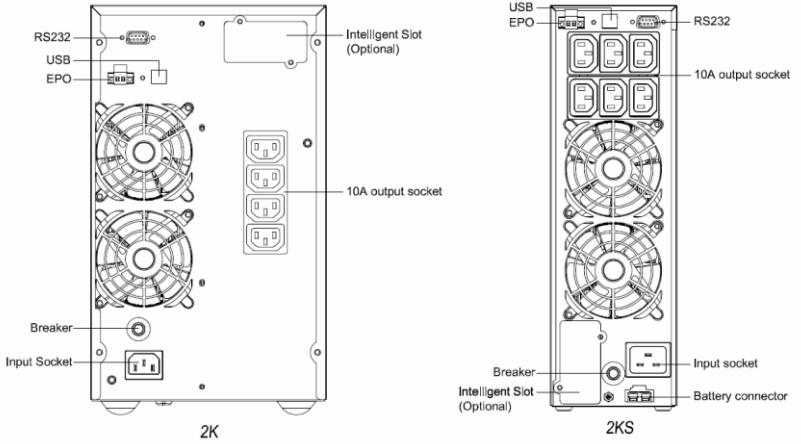 RS232
USB
EPO
Intelligent Slot
(Optional)
10A output socket
Breaker
Input Socket
2K
USB
EPO
RS232
10A output socket
Breaker
Intelligent Slot
(Optional)
Input socket
Battery connector
2KS